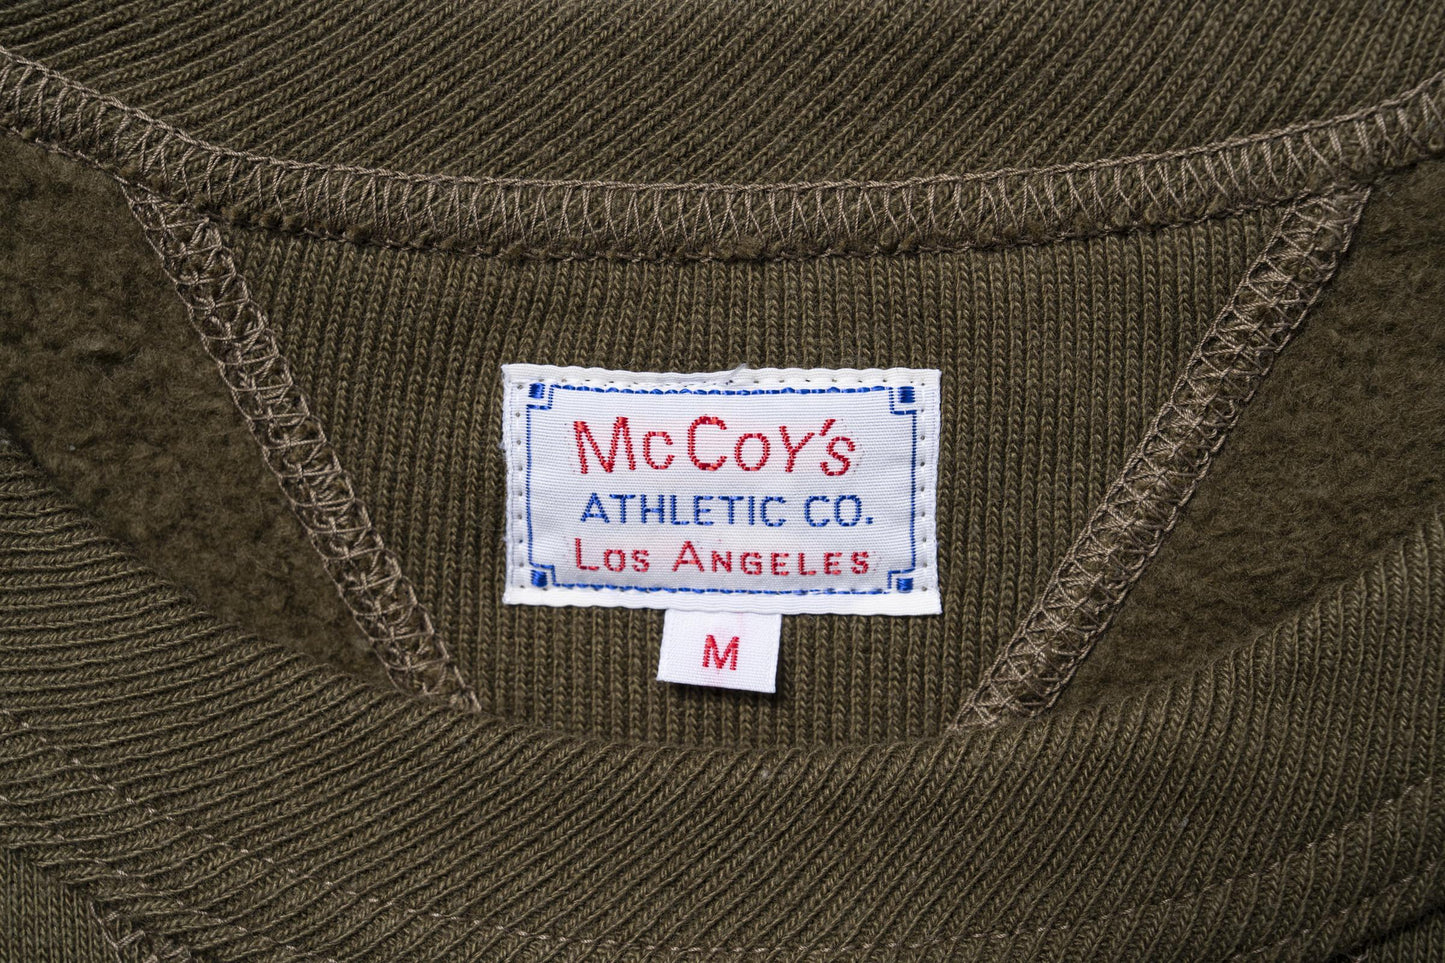 McCoy's
ATHLETIC CO.
Los Angeles
M